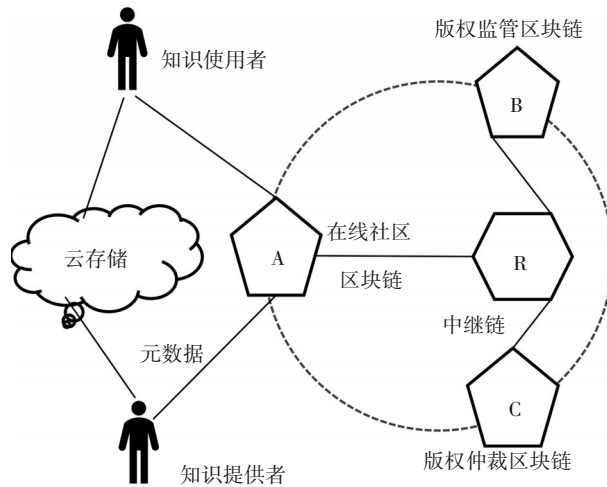 版权监管区块链
知识使用者
B
在线社区
云存储
A
R
区块链
中继链
元数据
C
版权仲裁区块链
知识提供者